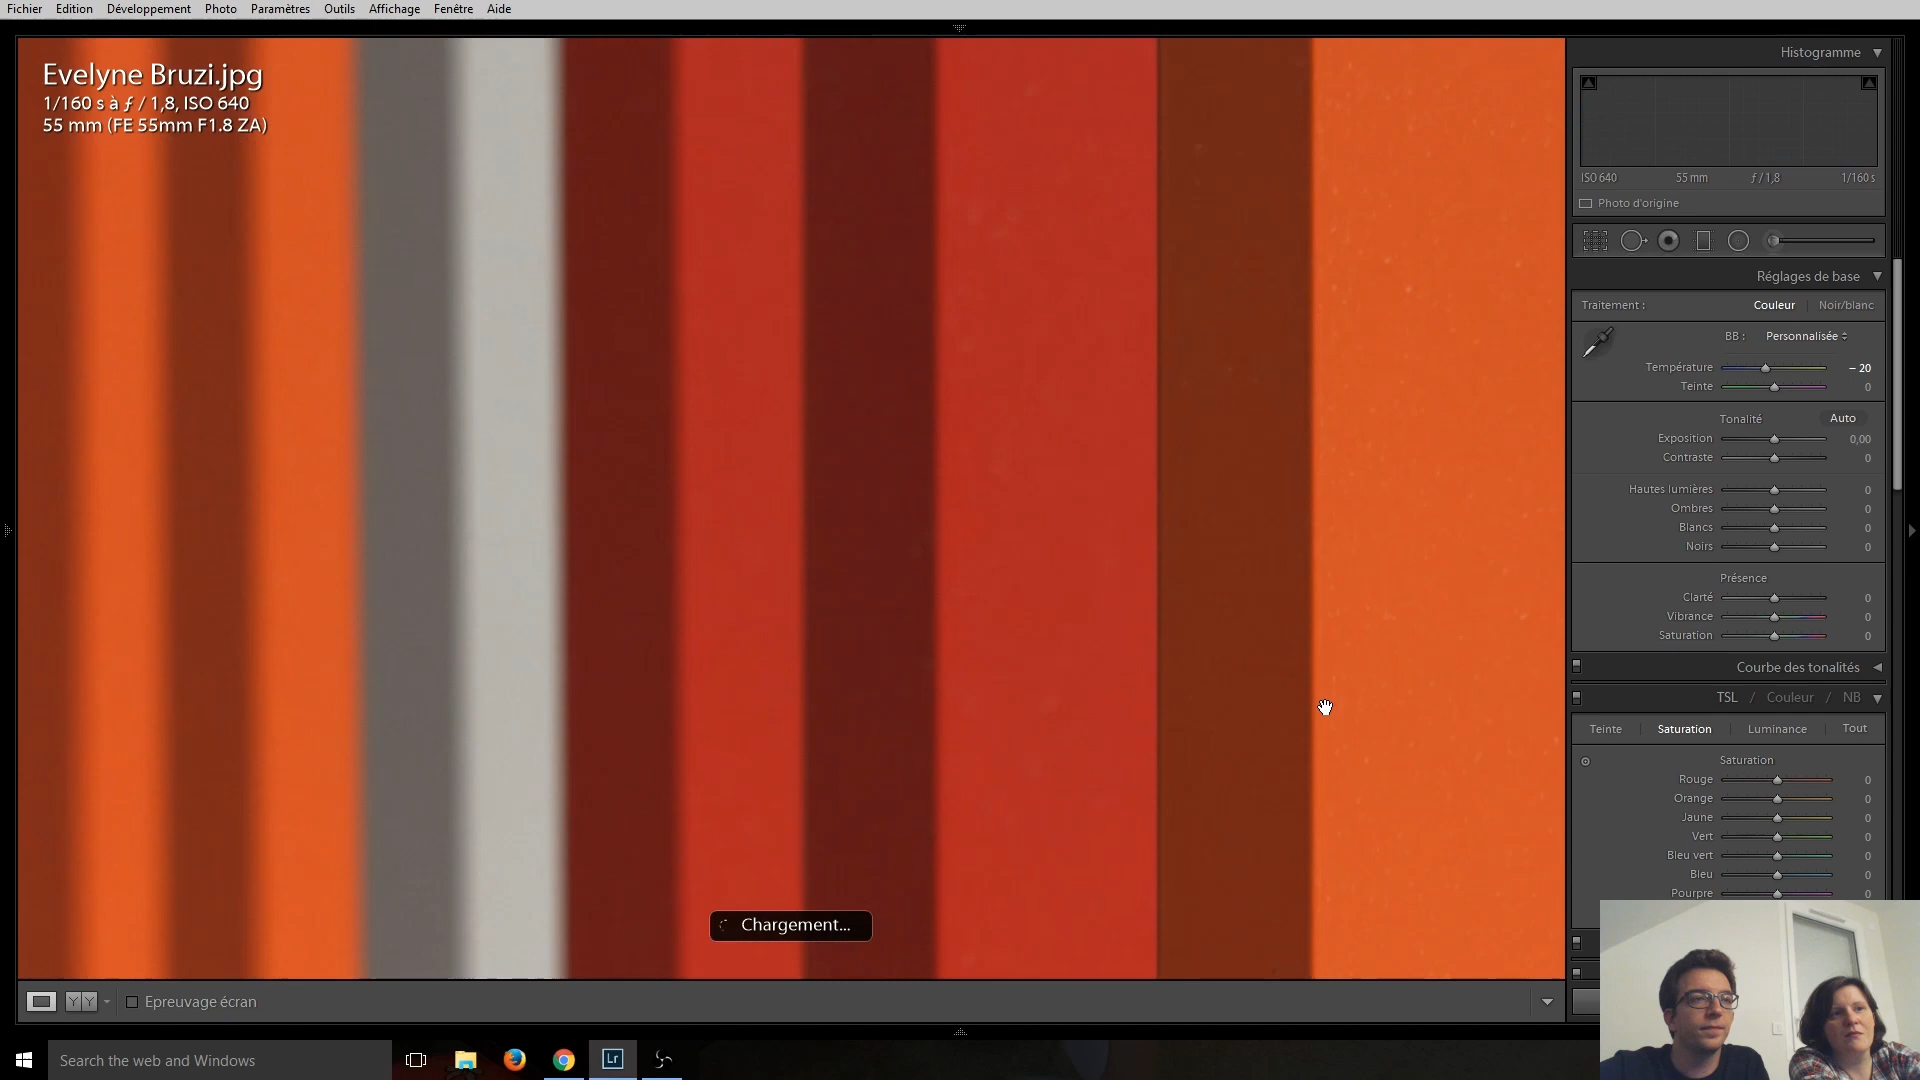 Fichier Edition Développement Photo Paramètres Outils Affichage Fenêtre Aide
Evelyne Bruzi.jpg
1/160 s à ƒ / 1,8, ISO 640
55 mm (FE 55mm F1.8 ZA)
Histogramme
ISO 640 55 mm ƒ / 1,8 1/160 s
Photo d'origine
Réglages de base
Traitement : Couleur Noir/blanc
BB : Personnalisée
Température – 20
Teinte 0
Tonalité Auto
Exposition 0,00
Contraste 0
Hautes lumières 0
Ombres 0
Blancs 0
Noirs 0
Présence
Clarté 0
Vibrance 0
Saturation 0
Courbe des tonalités
TSL / Couleur / NB
Teinte Saturation Luminance Tout
Saturation
Rouge 0
Orange 0
Jaune 0
Vert 0
Bleu vert 0
Bleu 0
Pourpre 0
Chargement...
Y Y Epreuvage écran
Search the web and Windows Lr